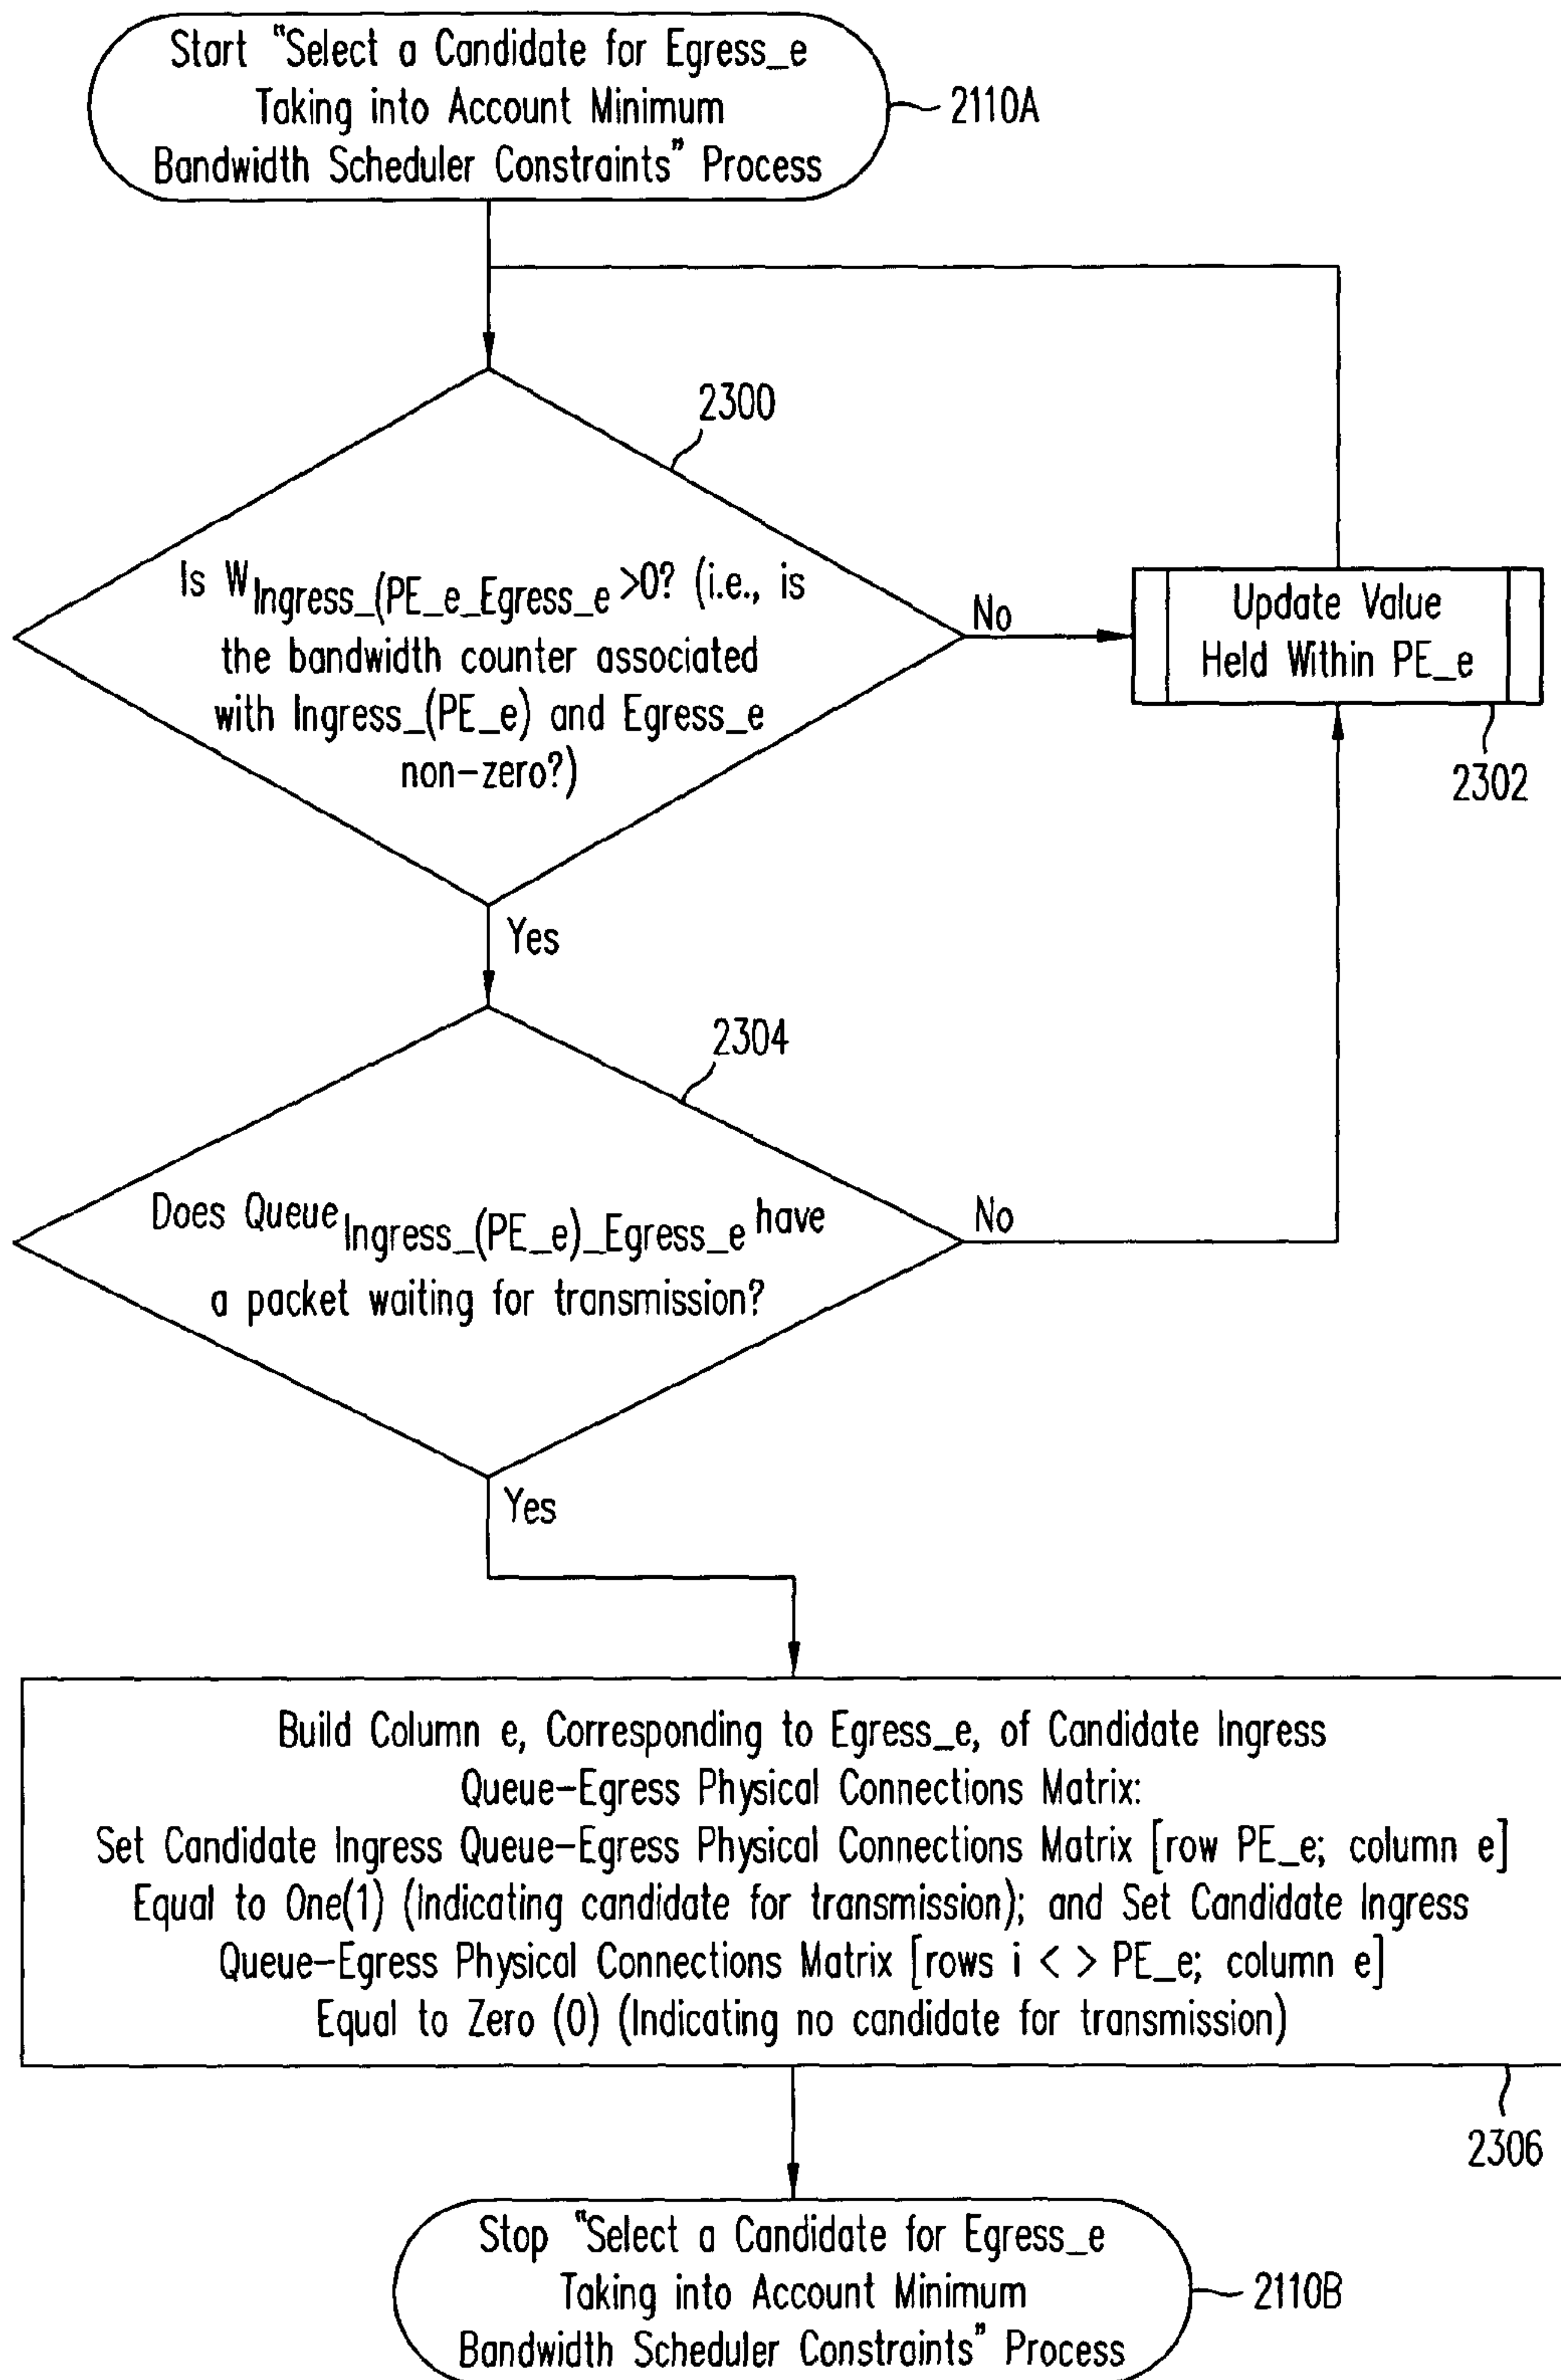 Start "Select a Candidate for Egress_e
Taking into Account Minimum
Bandwidth Scheduler Constraints" Process
2110A
2300
Is W Ingress_(PE_e_Egress_e >0? (i.e., is
the bandwidth counter associated
with Ingress_(PE_e) and Egress_e
non-zero?)
No
Update Value
Held Within PE_e
2302
Yes
2304
Does Queue Ingress_(PE_e)_Egress_e have
a packet waiting for transmission?
No
Yes
Build Column e, Corresponding to Egress_e, of Candidate Ingress
Queue-Egress Physical Connections Matrix:
Set Candidate Ingress Queue-Egress Physical Connections Matrix [row PE_e; column e]
Equal to One(1) (Indicating candidate for transmission); and Set Candidate Ingress
Queue-Egress Physical Connections Matrix [rows i < > PE_e; column e]
Equal to Zero (0) (Indicating no candidate for transmission)
2306
Stop "Select a Candidate for Egress_e
Taking into Account Minimum
Bandwidth Scheduler Constraints" Process
2110B